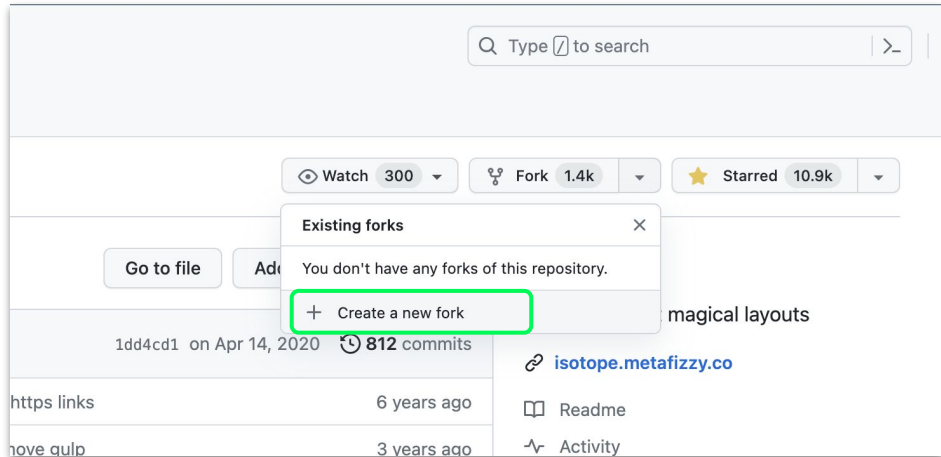 Type / to search
Watch 300
Fork 1.4k
Starred 10.9k
Existing forks
You don't have any forks of this repository.
Create a new fork
Go to file
magical layouts
1dd4cd1 on Apr 14, 2020
812 commits
isotope.metafizzy.co
https links
6 years ago
Readme
gulp
3 years ago
Activity